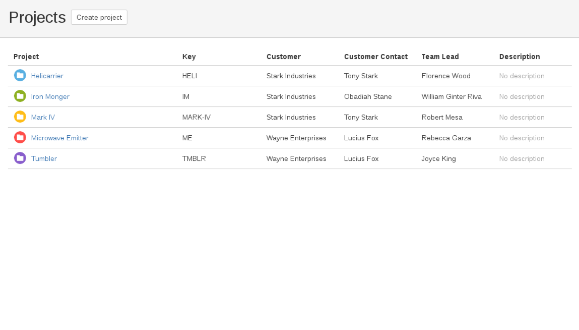 Projects Create project
Project Key Customer Customer Contact Team Lead Description
Helicarrier HELI Stark Industries Tony Stark Florence Wood No description
Iron Monger IM Stark Industries Obadiah Stane William Ginter Riva No description
Mark IV MARK-IV Stark Industries Tony Stark Robert Mesa No description
Microwave Emitter ME Wayne Enterprises Lucius Fox Rebecca Garza No description
Tumbler TMBLR Wayne Enterprises Lucius Fox Joyce King No description